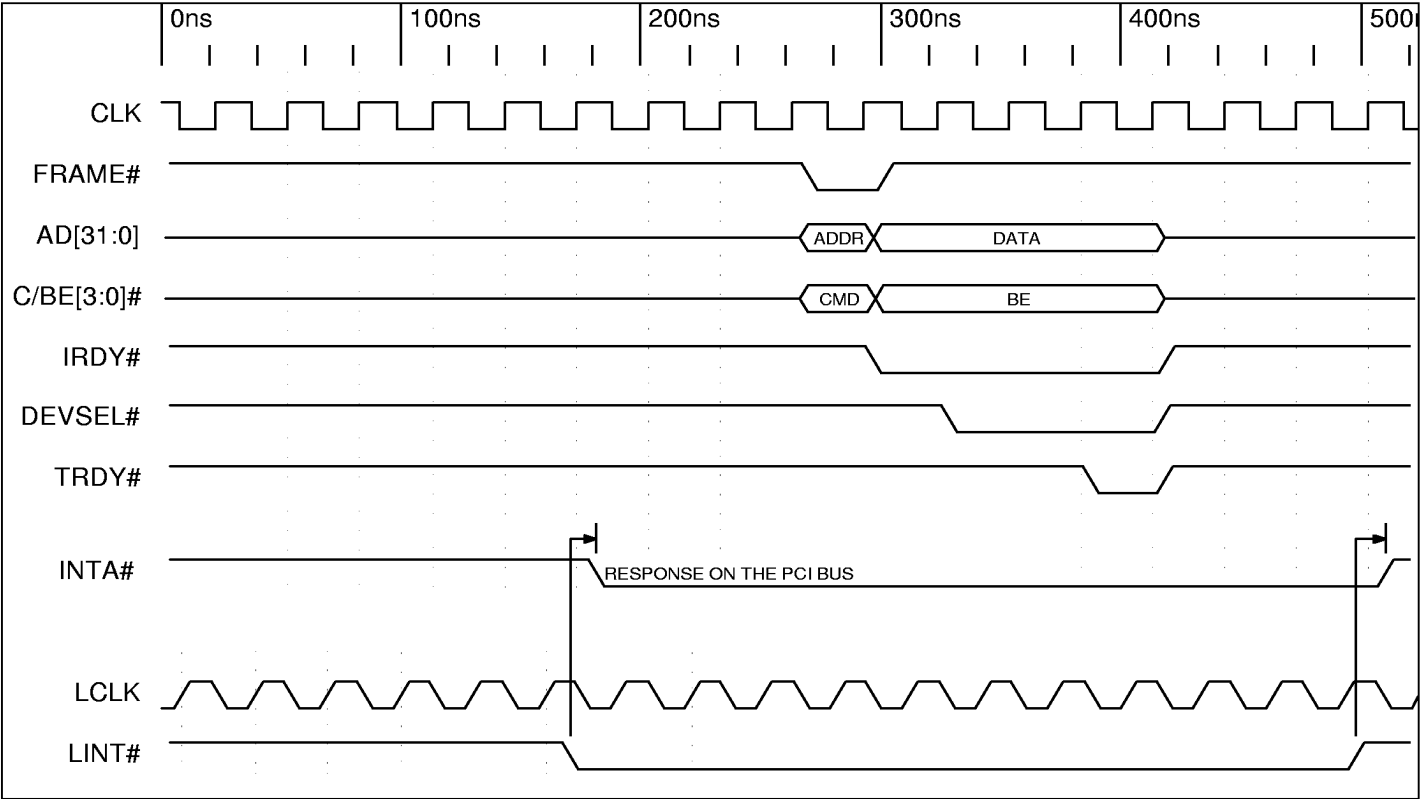 0ns 100ns 200ns 300ns 400ns 500
CLK
FRAME#
AD[31:0] ADDR DATA
C/BE[3:0]# CMD BE
IRDY#
DEVSEL#
TRDY#
INTA# RESPONSE ON THE PCI BUS
LCLK
LINT#